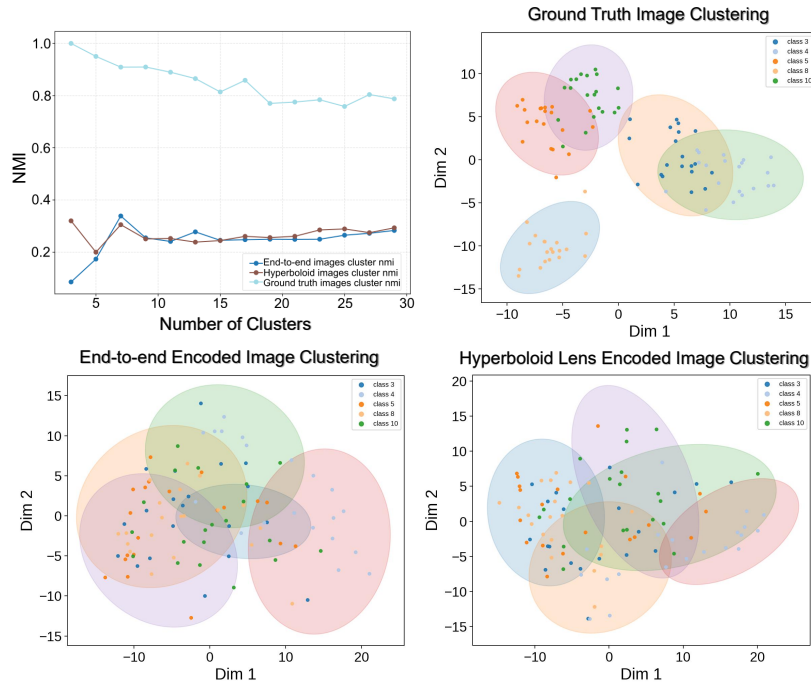 1.0
0.8
0.6
0.4
0.2
NMI
5
10
15
20
25
30
Number of Clusters
End-to-end images cluster nmi
Hyperboloid images cluster nmi
Ground truth images cluster nmi
Ground Truth Image Clustering
10
5
0
−5
−10
−15
Dim 2
−10
−5
0
5
10
15
Dim 1
class 3
class 4
class 5
class 8
class 10
End-to-end Encoded Image Clustering
15
10
5
0
−5
−10
−15
Dim 2
−10
0
10
20
Dim 1
class 3
class 4
class 5
class 8
class 10
Hyperboloid Lens Encoded Image Clustering
20
15
10
5
0
−5
−10
−15
Dim 2
−10
0
10
20
Dim 1
class 3
class 4
class 5
class 8
class 10